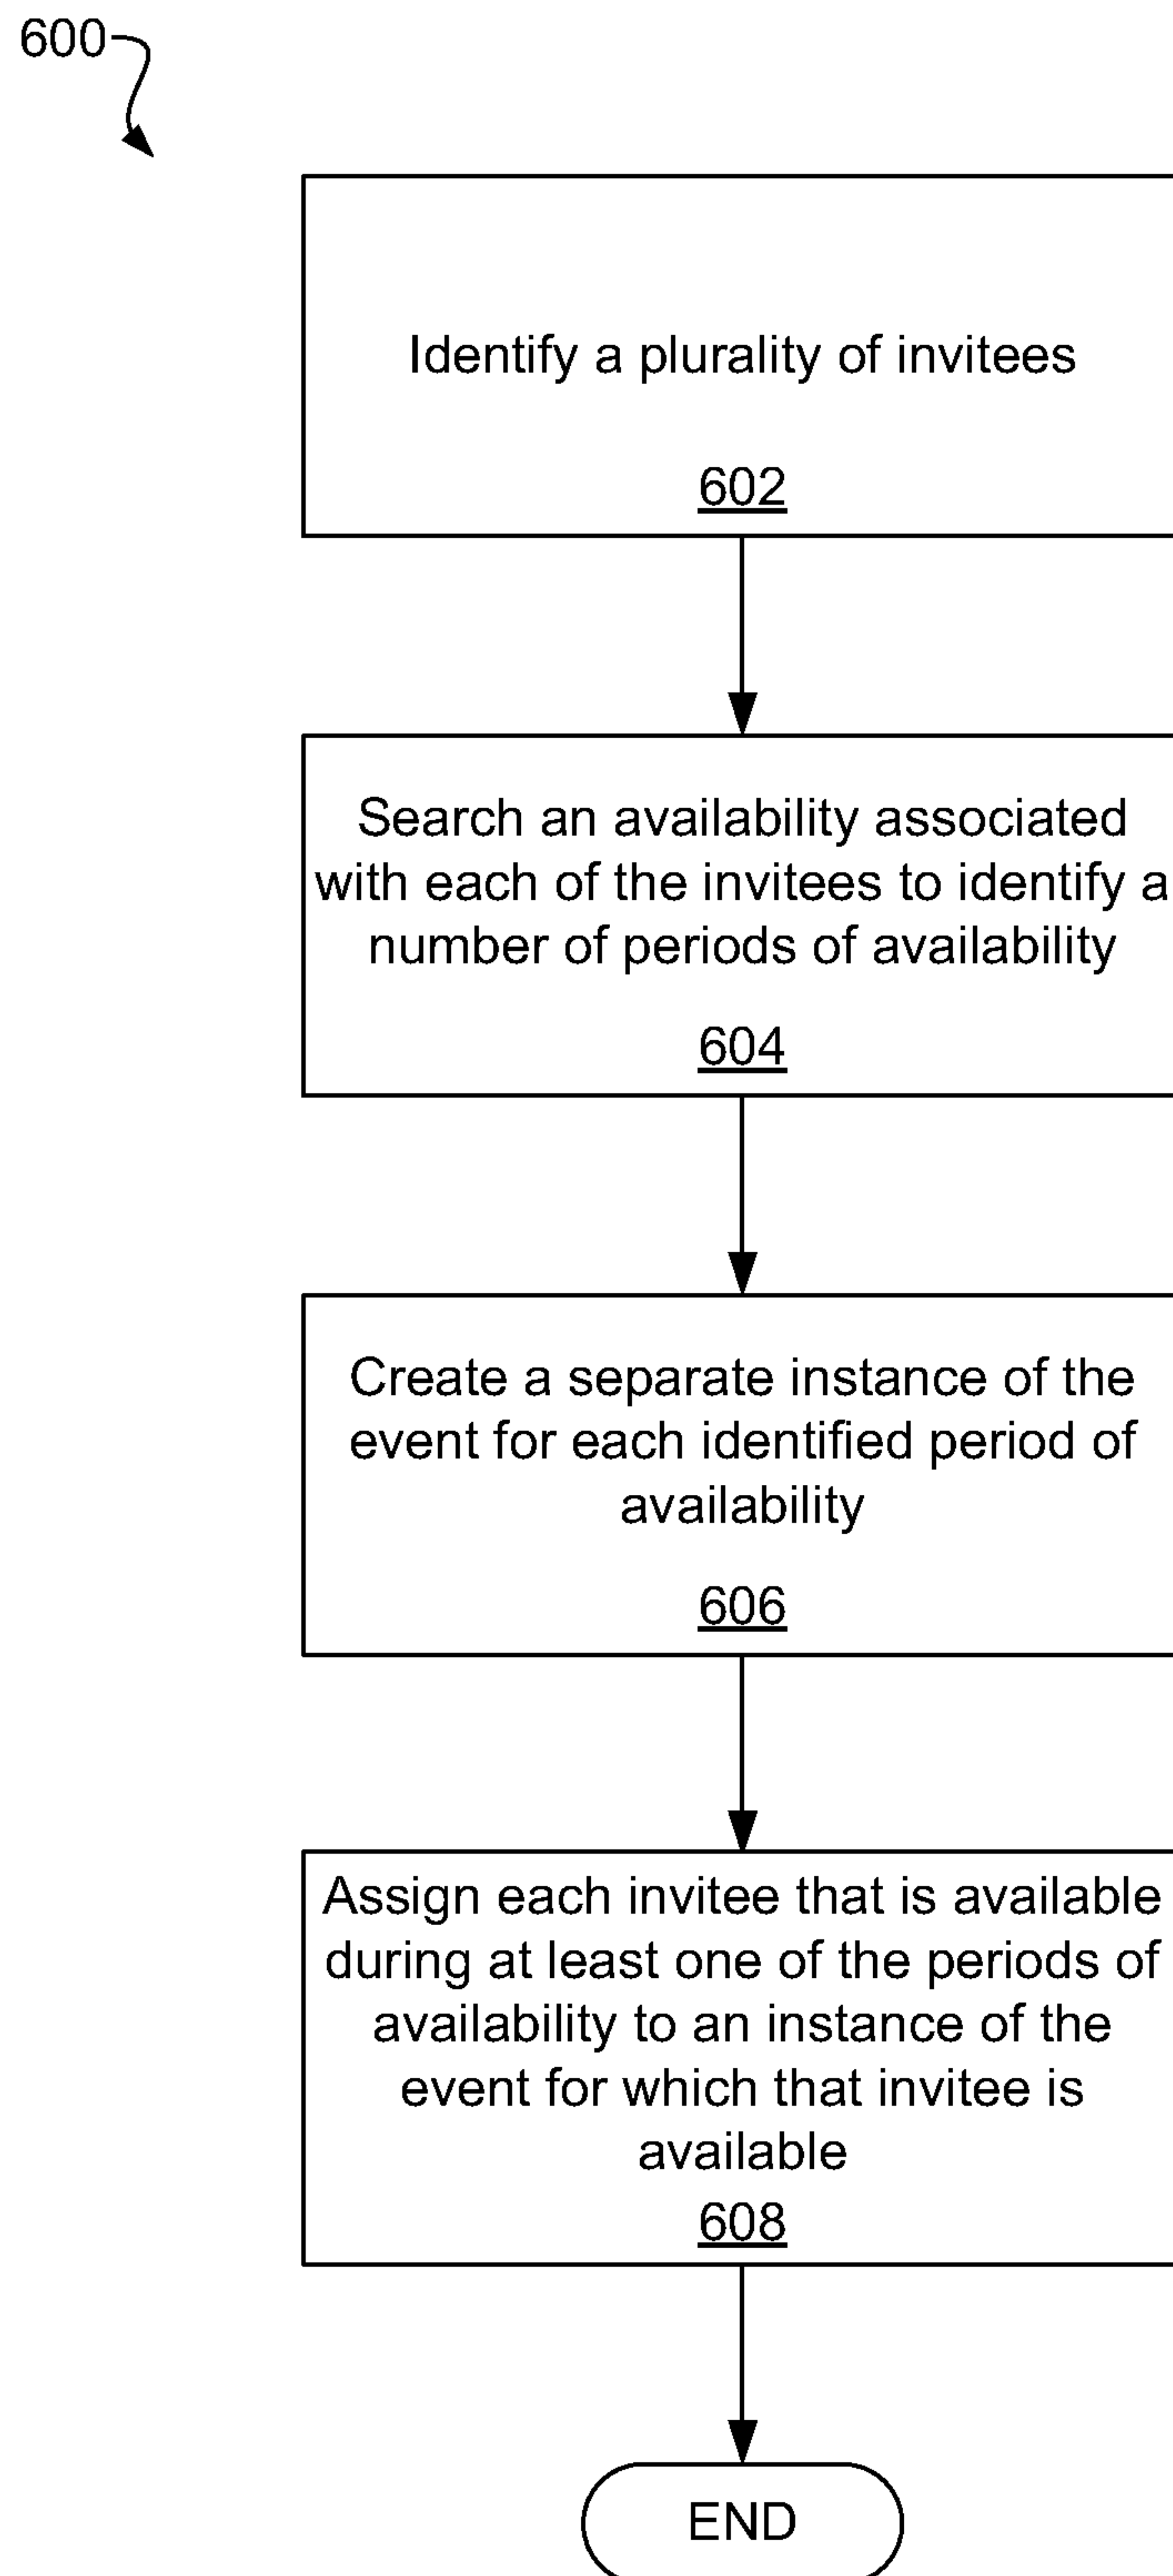 600
Identify a plurality of invitees
602
Search an availability associated
with each of the invitees to identify a
number of periods of availability
604
Create a separate instance of the
event for each identified period of
availability
606
Assign each invitee that is available
during at least one of the periods of
availability to an instance of the
event for which that invitee is
available
608
END